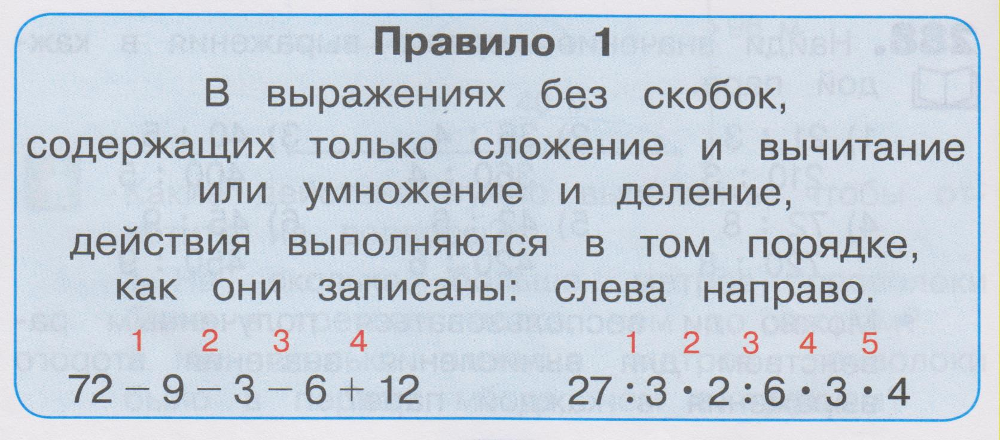 Правило 1
В выражениях без скобок,
содержащих только сложение и вычитание
или умножение и деление,
действия выполняются в том порядке,
как они записаны: слева направо.
1 2 3 4 1 2 3 4 5
72 − 9 − 3 − 6 + 12 27 : 3 · 2 : 6 · 3 · 4